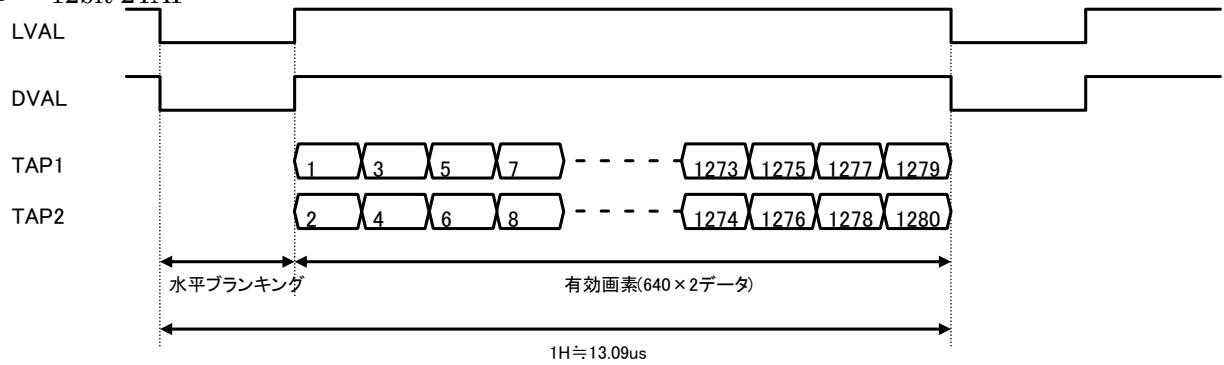 12bit 2TAP
LVAL
DVAL
TAP1 1 3 5 7 1273 1275 1277 1279
TAP2 2 4 6 8 1274 1276 1278 1280
水平ブランキング 有効画素(640×2データ)
1H≒13.09us